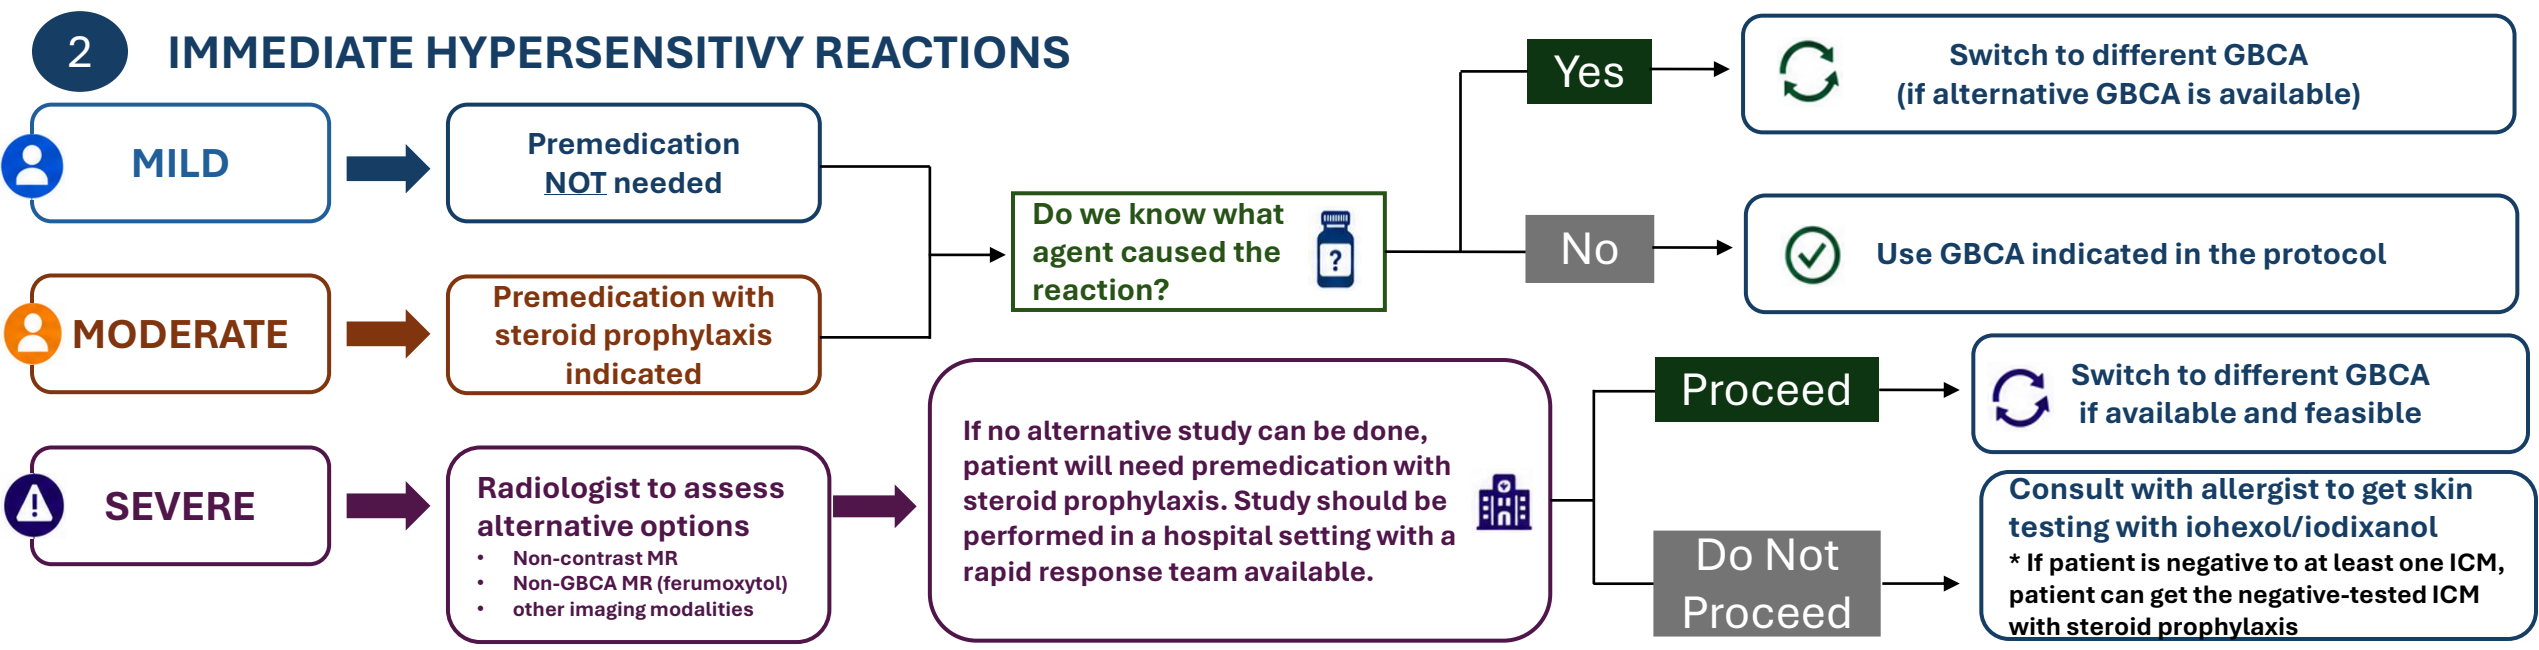 2
IMMEDIATE HYPERSENSITIVY REACTIONS
MILD
Premedication
NOT needed
MODERATE
Premedication with
steroid prophylaxis
indicated
Do we know what
agent caused the
reaction?
?
Yes
Switch to different GBCA
(if alternative GBCA is available)
No
Use GBCA indicated in the protocol
SEVERE
Radiologist to assess
alternative options
• Non-contrast MR
• Non-GBCA MR (ferumoxytol)
• other imaging modalities
If no alternative study can be done,
patient will need premedication with
steroid prophylaxis. Study should be
performed in a hospital setting with a
rapid response team available.
Proceed
Switch to different GBCA
if available and feasible
Do Not
Proceed
Consult with allergist to get skin
testing with iohexol/iodixanol
* If patient is negative to at least one ICM,
patient can get the negative-tested ICM
with steroid prophylaxis